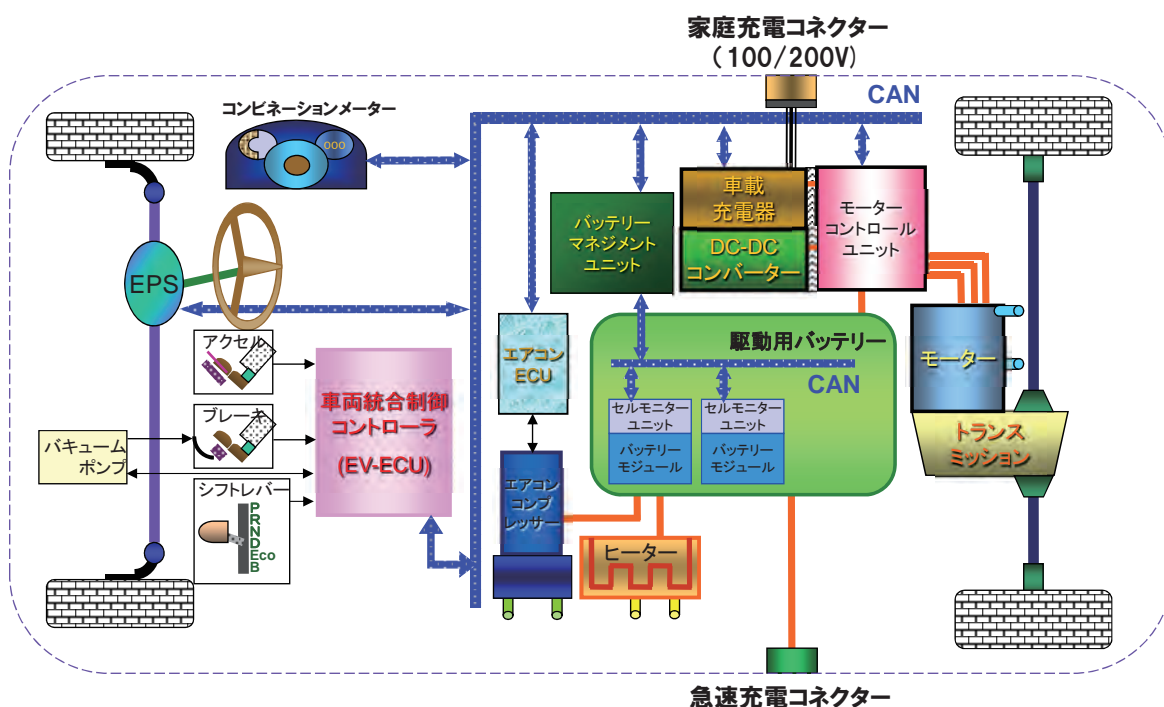 家庭充電コネクター
(100/200V)
CAN
コンビネーションメーター
ooo
車載
充電器
DC-DC
コンバーター
モーター
コントロール
ユニット
バッテリー
マネジメント
ユニット
EPS
アクセル
ブレーキ
バキューム
ポンプ
シフトレバー
P
R
N
D
Eco
B
車両統合制御
コントローラ
(EV-ECU)
エアコン
ECU
エアコン
コンプ
レッサー
駆動用バッテリー
CAN
セルモニター
ユニット
バッテリー
モジュール
セルモニター
ユニット
バッテリー
モジュール
ヒーター
モーター
トランス
ミッション
急速充電コネクター